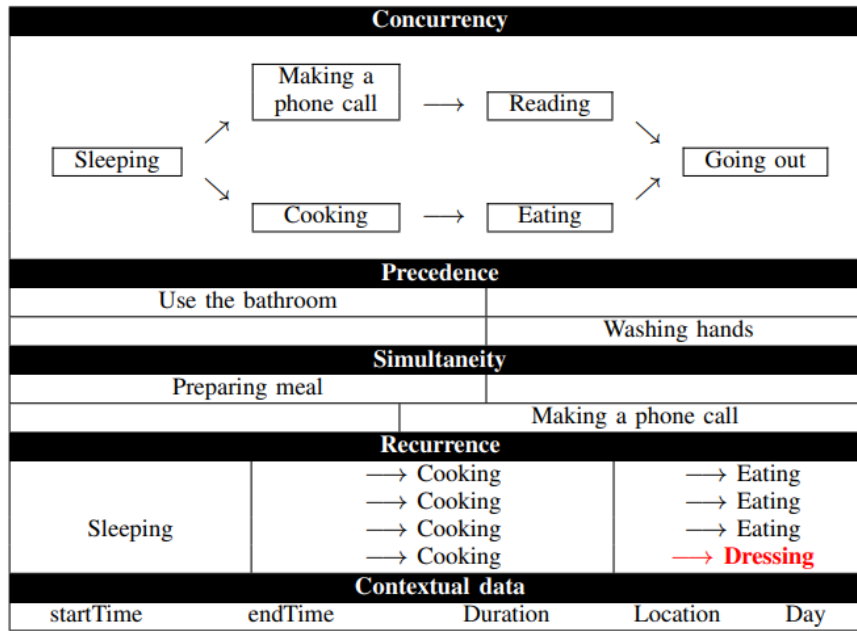 Concurrency
Making a
phone call ⟶ Reading
↗ ↘
Sleeping Going out
↘ ↗
Cooking ⟶ Eating
Precedence
Use the bathroom
Washing hands
Simultaneity
Preparing meal
Making a phone call
Recurrence
⟶ Cooking ⟶ Eating
⟶ Cooking ⟶ Eating
Sleeping ⟶ Cooking ⟶ Eating
⟶ Cooking ⟶ Dressing
Contextual data
startTime endTime Duration Location Day